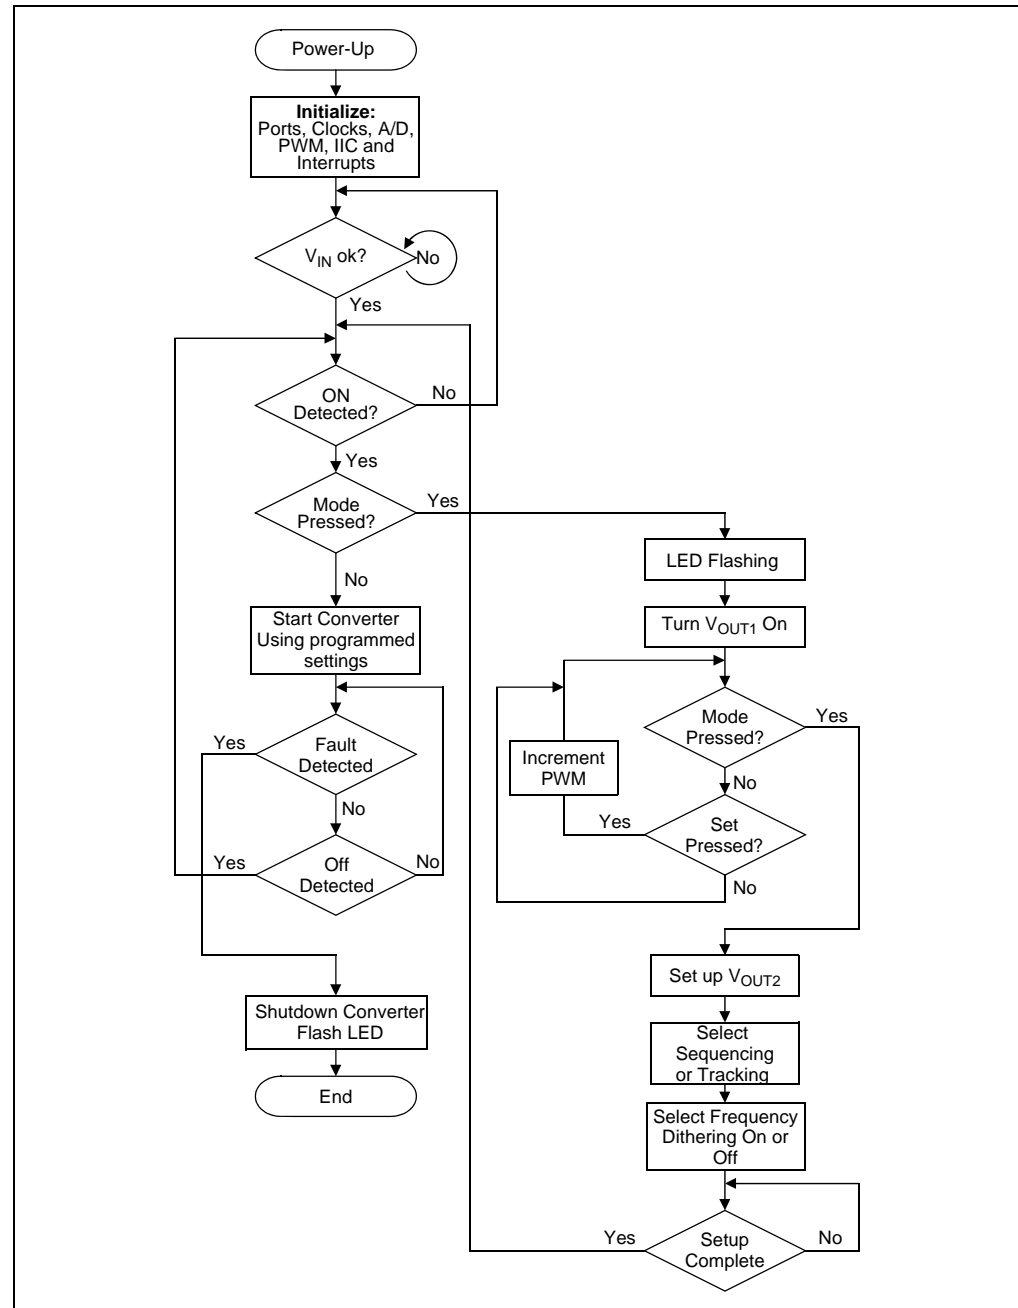 Power-Up
Initialize:
Ports, Clocks, A/D,
PWM, IIC and
Interrupts
VIN ok?
No
Yes
ON
Detected?
No
Yes
Mode
Pressed?
Yes
No
Start Converter
Using programmed
settings
Fault
Detected
Yes
No
Off
Detected
Yes
No
Shutdown Converter
Flash LED
End
LED Flashing
Turn VOUT1 On
Mode
Pressed?
Yes
No
Increment
PWM
Set
Pressed?
Yes
No
Set up VOUT2
Select
Sequencing
or Tracking
Select Frequency
Dithering On or
Off
Setup
Complete
Yes
No